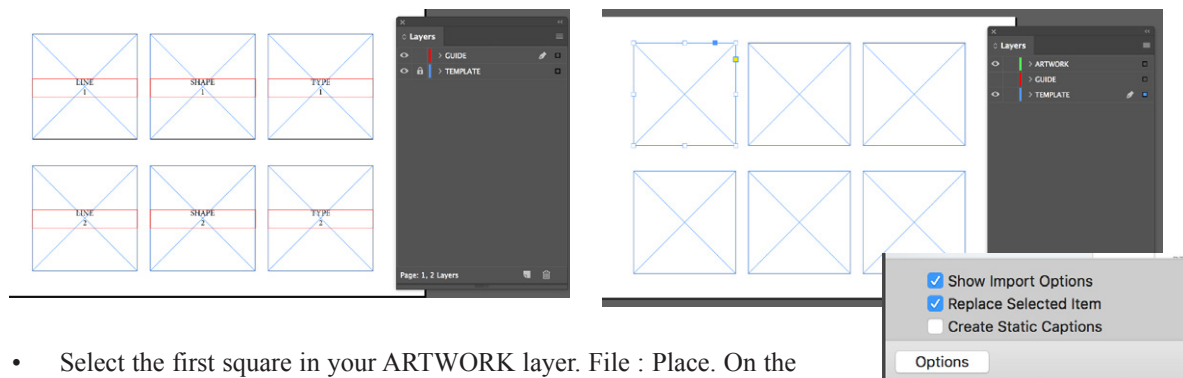 Layers
GUIDE
TEMPLATE
LINE
1
SHAPE
1
TYPE
1
LINE
2
SHAPE
2
TYPE
2
Page: 1, 2 Layers
Layers
ARTWORK
GUIDE
TEMPLATE
Show Import Options
Replace Selected Item
Create Static Captions
Options
• Select the first square in your ARTWORK layer. File : Place. On the